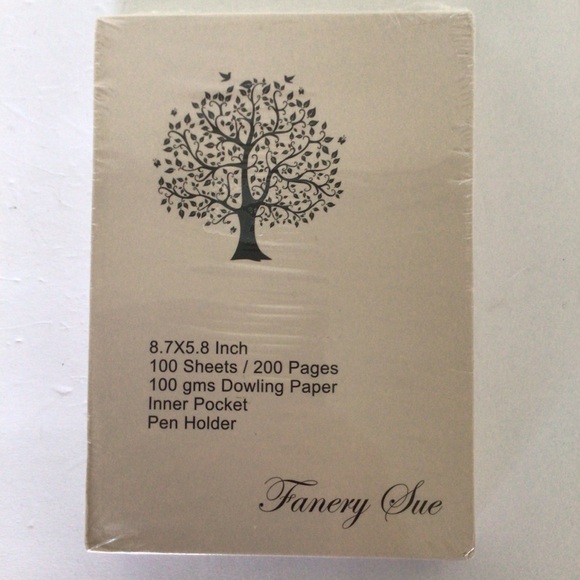 8.7X5.8 Inch
100 Sheets / 200 Pages
100 gms Dowling Paper
Inner Pocket
Pen Holder
Fanery Sue